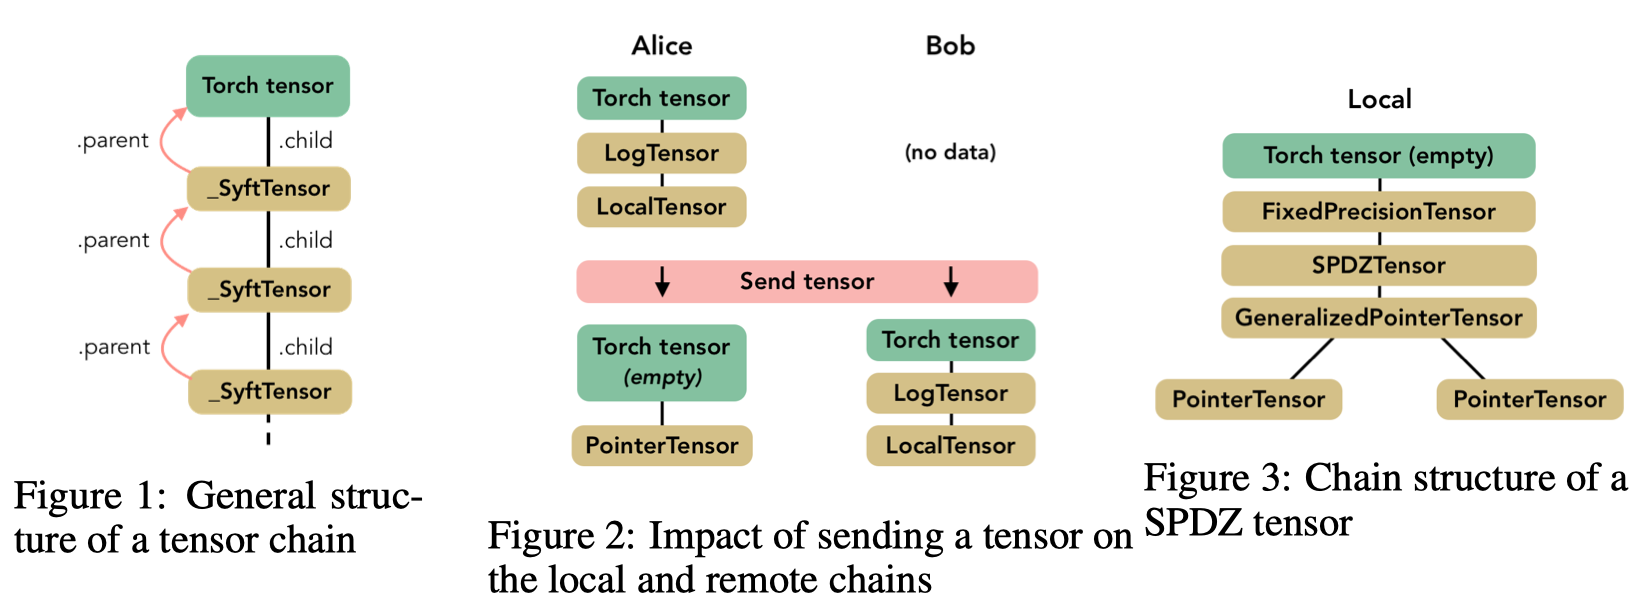 Torch tensor
.parent
.child
_SyftTensor
.parent
.child
_SyftTensor
.parent
.child
_SyftTensor
Figure 1: General struc-
ture of a tensor chain
Alice
Bob
Torch tensor
LogTensor
(no data)
LocalTensor
Send tensor
Torch tensor
(empty)
PointerTensor
Torch tensor
LogTensor
LocalTensor
Figure 2: Impact of sending a tensor on
the local and remote chains
Local
Torch tensor (empty)
FixedPrecisionTensor
SPDZTensor
GeneralizedPointerTensor
PointerTensor
PointerTensor
Figure 3: Chain structure of a
SPDZ tensor